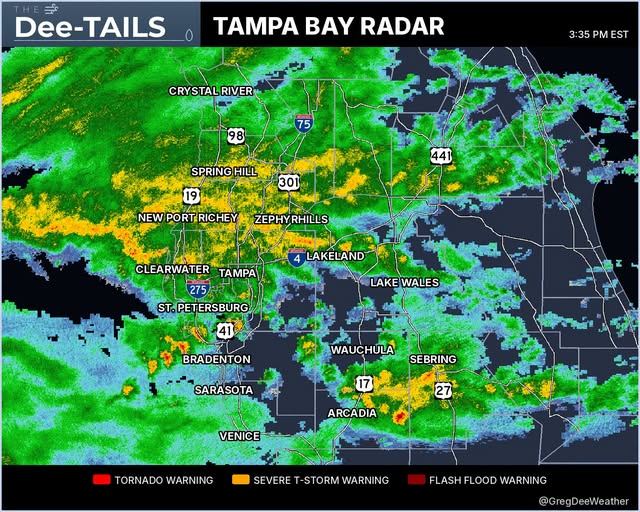 THE
Dee-TAILS
TAMPA BAY RADAR
3:35 PM EST
CRYSTAL RIVER
75
98
441
SPRING HILL
301
19
NEW PORT RICHEY
ZEPHYRHILLS
4
LAKELAND
CLEARWATER
TAMPA
275
LAKE WALES
ST. PETERSBURG
41
WAUCHULA
BRADENTON
SEBRING
17
27
SARASOTA
ARCADIA
VENICE
TORNADO WARNING
SEVERE T-STORM WARNING
FLASH FLOOD WARNING
@GregDeeWeather